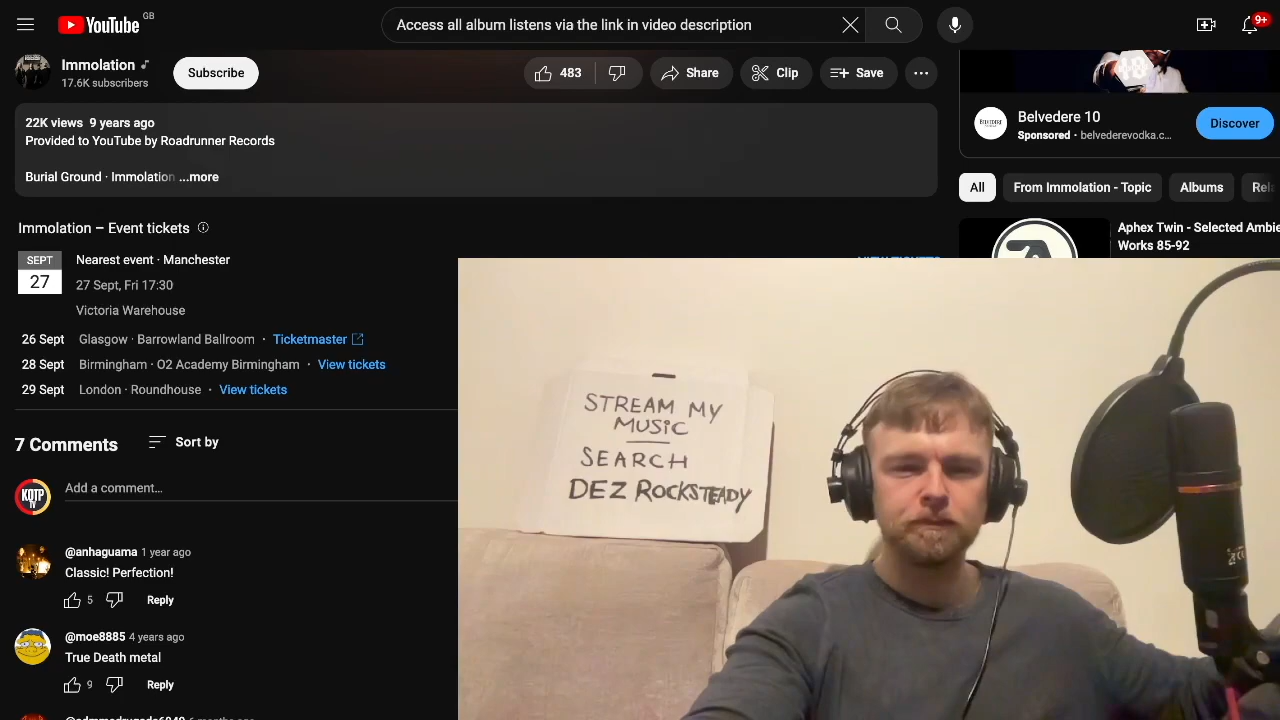 YouTube GB
Access all album listens via the link in video description
9+
Immolation
17.6K subscribers
Subscribe
483
Share
Clip
Save
22K views 9 years ago
Provided to YouTube by Roadrunner Records
Burial Ground · Immolation ...more
Belvedere 10
Sponsored · belvederevodka.c...
Discover
All
From Immolation - Topic
Albums
Aphex Twin - Selected Ambie
Works 85-92
Immolation – Event tickets
SEPT
27
Nearest event · Manchester
27 Sept, Fri 17:30
Victoria Warehouse
26 Sept Glasgow · Barrowland Ballroom · Ticketmaster
28 Sept Birmingham · O2 Academy Birmingham · View tickets
29 Sept London · Roundhouse · View tickets
7 Comments
Sort by
KOTP
TV
Add a comment...
@anhaguama 1 year ago
Classic! Perfection!
5
Reply
@moe8885 4 years ago
True Death metal
9
Reply
STREAM MY
MUSIC
SEARCH
DEZ ROCKSTEADY